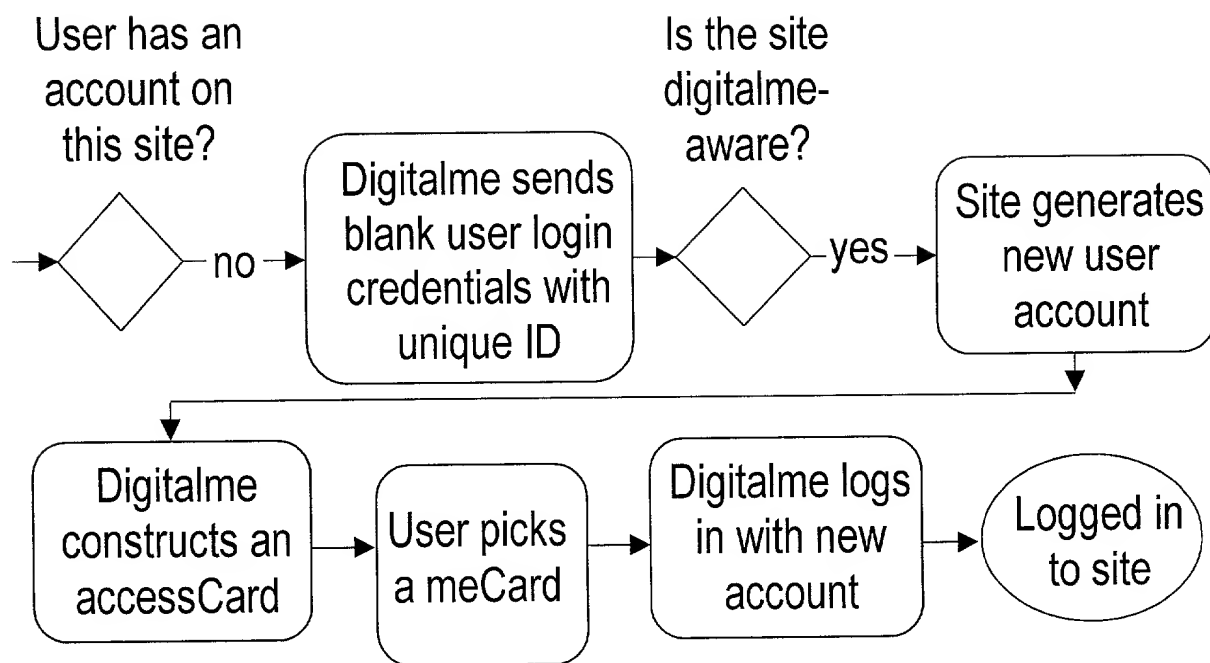 User has an
account on
this site?
no
Digitalme sends
blank user login
credentials with
unique ID
Is the site
digitalme-
aware?
yes
Site generates
new user
account
Digitalme
constructs an
accessCard
User picks
a meCard
Digitalme logs
in with new
account
Logged in
to site